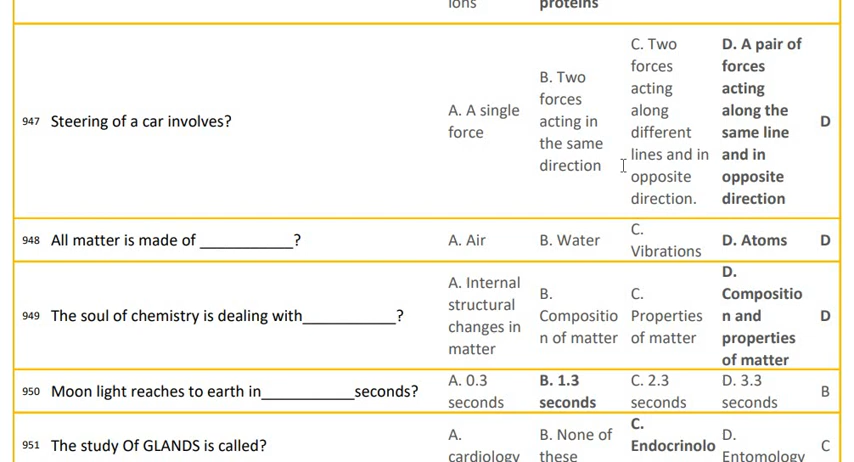 ions
proteins
947 Steering of a car involves?
A. A single
force
B. Two
forces
acting in
the same
direction
C. Two
forces
acting
along
different
lines and in
opposite
direction.
D. A pair of
forces
acting
along the
same line
and in
opposite
direction
D
948 All matter is made of ___________?
A. Air
B. Water
C.
Vibrations
D. Atoms
D
949 The soul of chemistry is dealing with___________?
A. Internal
structural
changes in
matter
B.
Compositio
n of matter
C.
Properties
of matter
D.
Compositio
n and
properties
of matter
D
950 Moon light reaches to earth in___________seconds?
A. 0.3
seconds
B. 1.3
seconds
C. 2.3
seconds
D. 3.3
seconds
B
951 The study Of GLANDS is called?
A.
cardiology
B. None of
these
C.
Endocrinolo
D.
Entomology
C